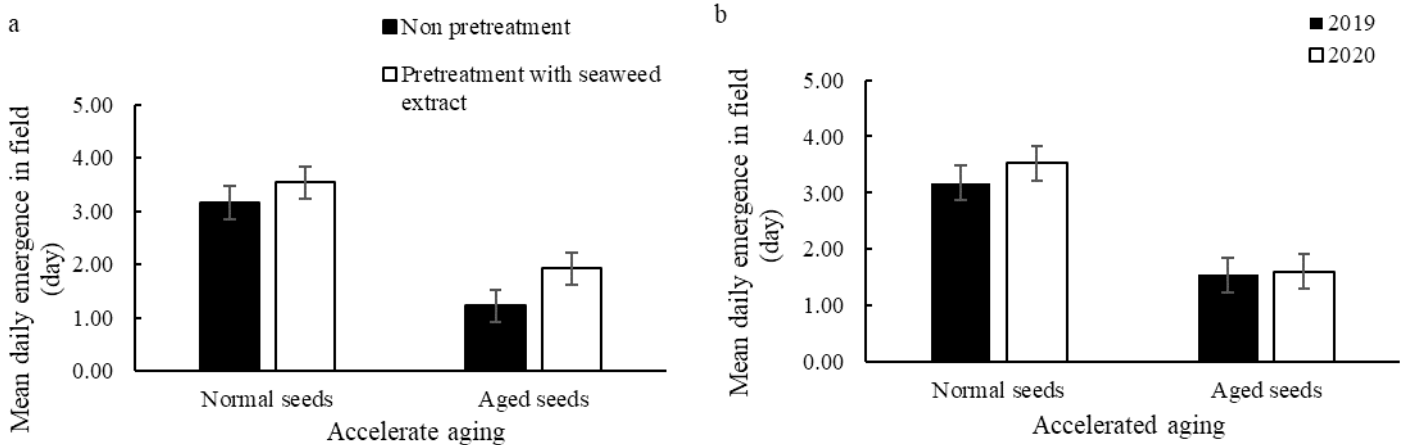 a
Non pretreatment
Pretreatment with seaweed
extract
Mean daily emergence in field
(day)
5.00
4.00
3.00
2.00
1.00
0.00
Normal seeds
Aged seeds
Accelerate aging
b
2019
2020
Mean daily emergence in field
(day)
5.00
4.00
3.00
2.00
1.00
0.00
Normal seeds
Aged seeds
Accelerated aging